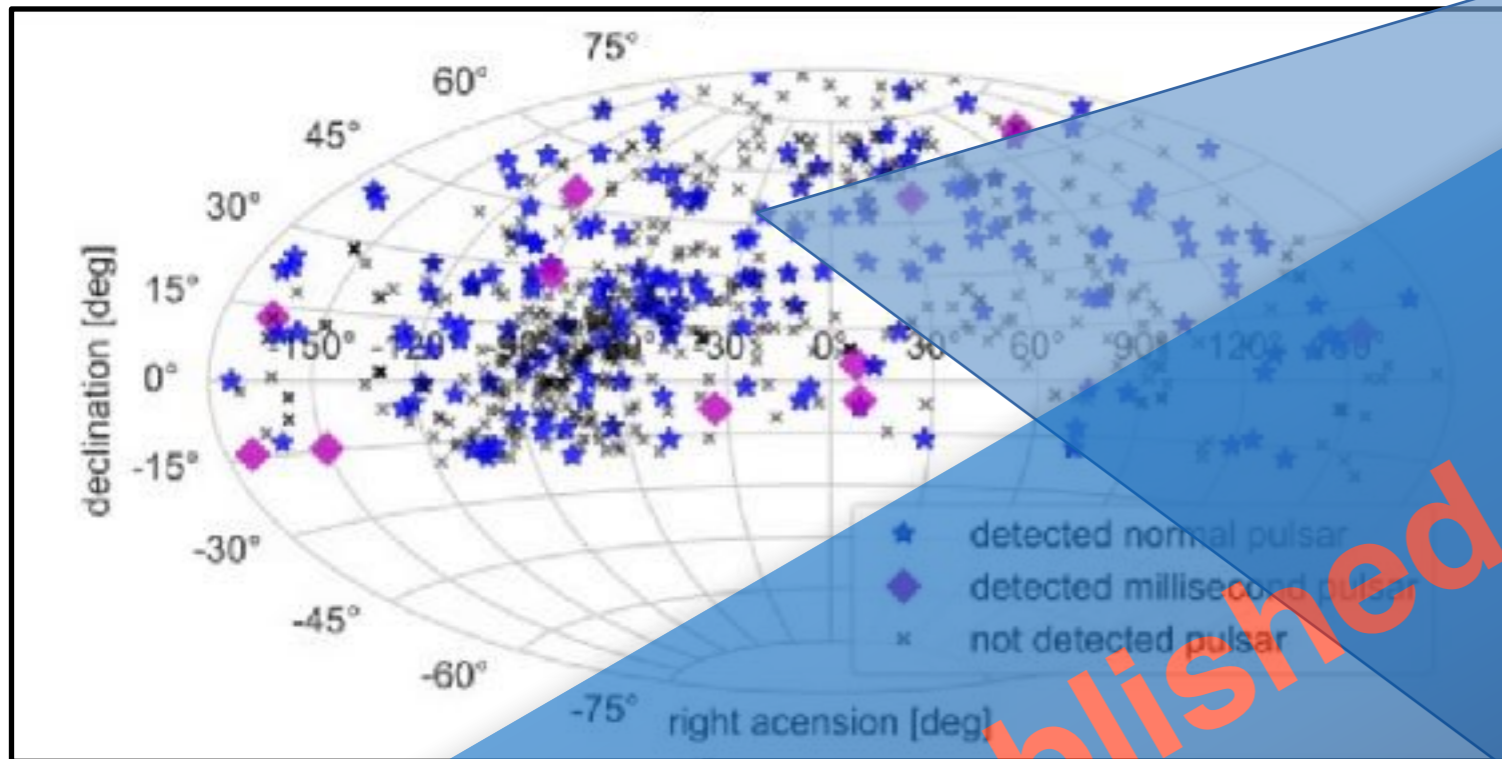 75°
60°
45°
30°
15°
0°
-15°
-30°
-45°
-60°
-75°
declination [deg]
-150° -120 -30 0° 30° 60° 90° 120°
detected normal pulsar
detected millisecond pulsar
not detected pulsar
right acension [deg]
blished